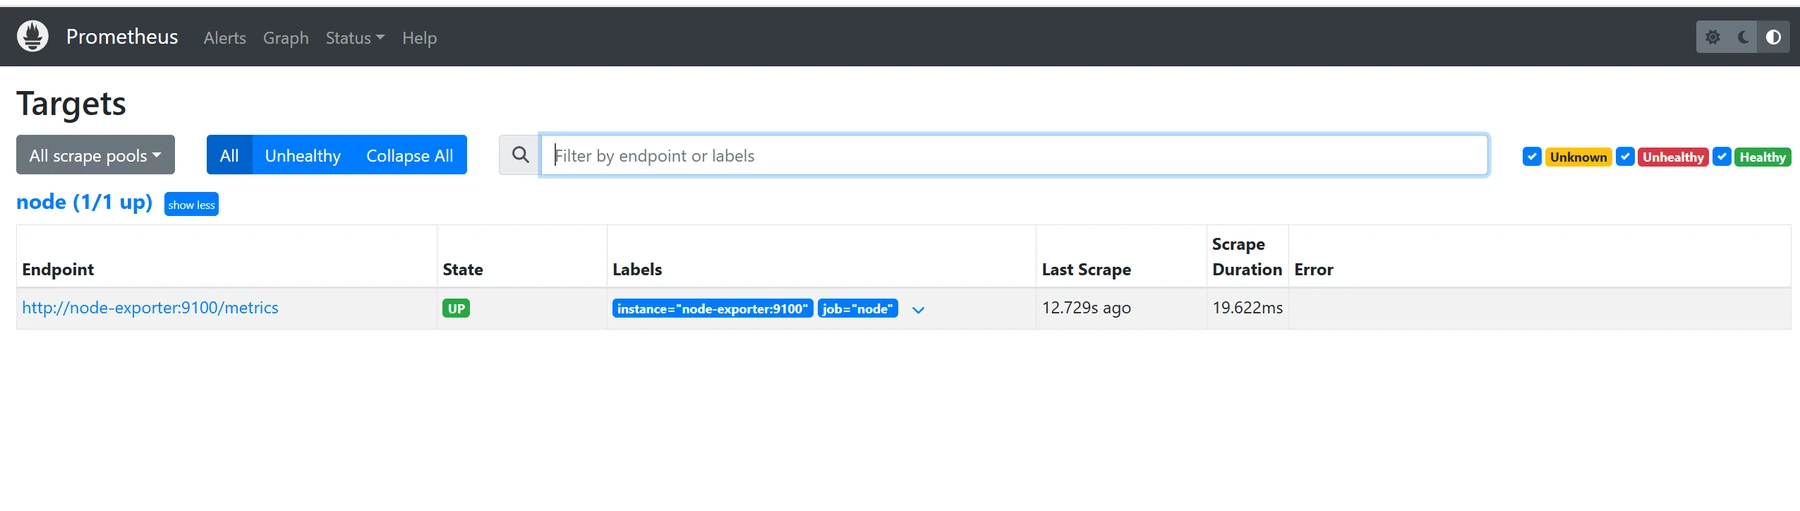 Prometheus Alerts Graph Status Help
Targets
All scrape pools All Unhealthy Collapse All Filter by endpoint or labels Unknown Unhealthy Healthy
node (1/1 up) show less
Endpoint State Labels Last Scrape Scrape Duration Error
http://node-exporter:9100/metrics UP instance="node-exporter:9100" job="node" 12.729s ago 19.622ms